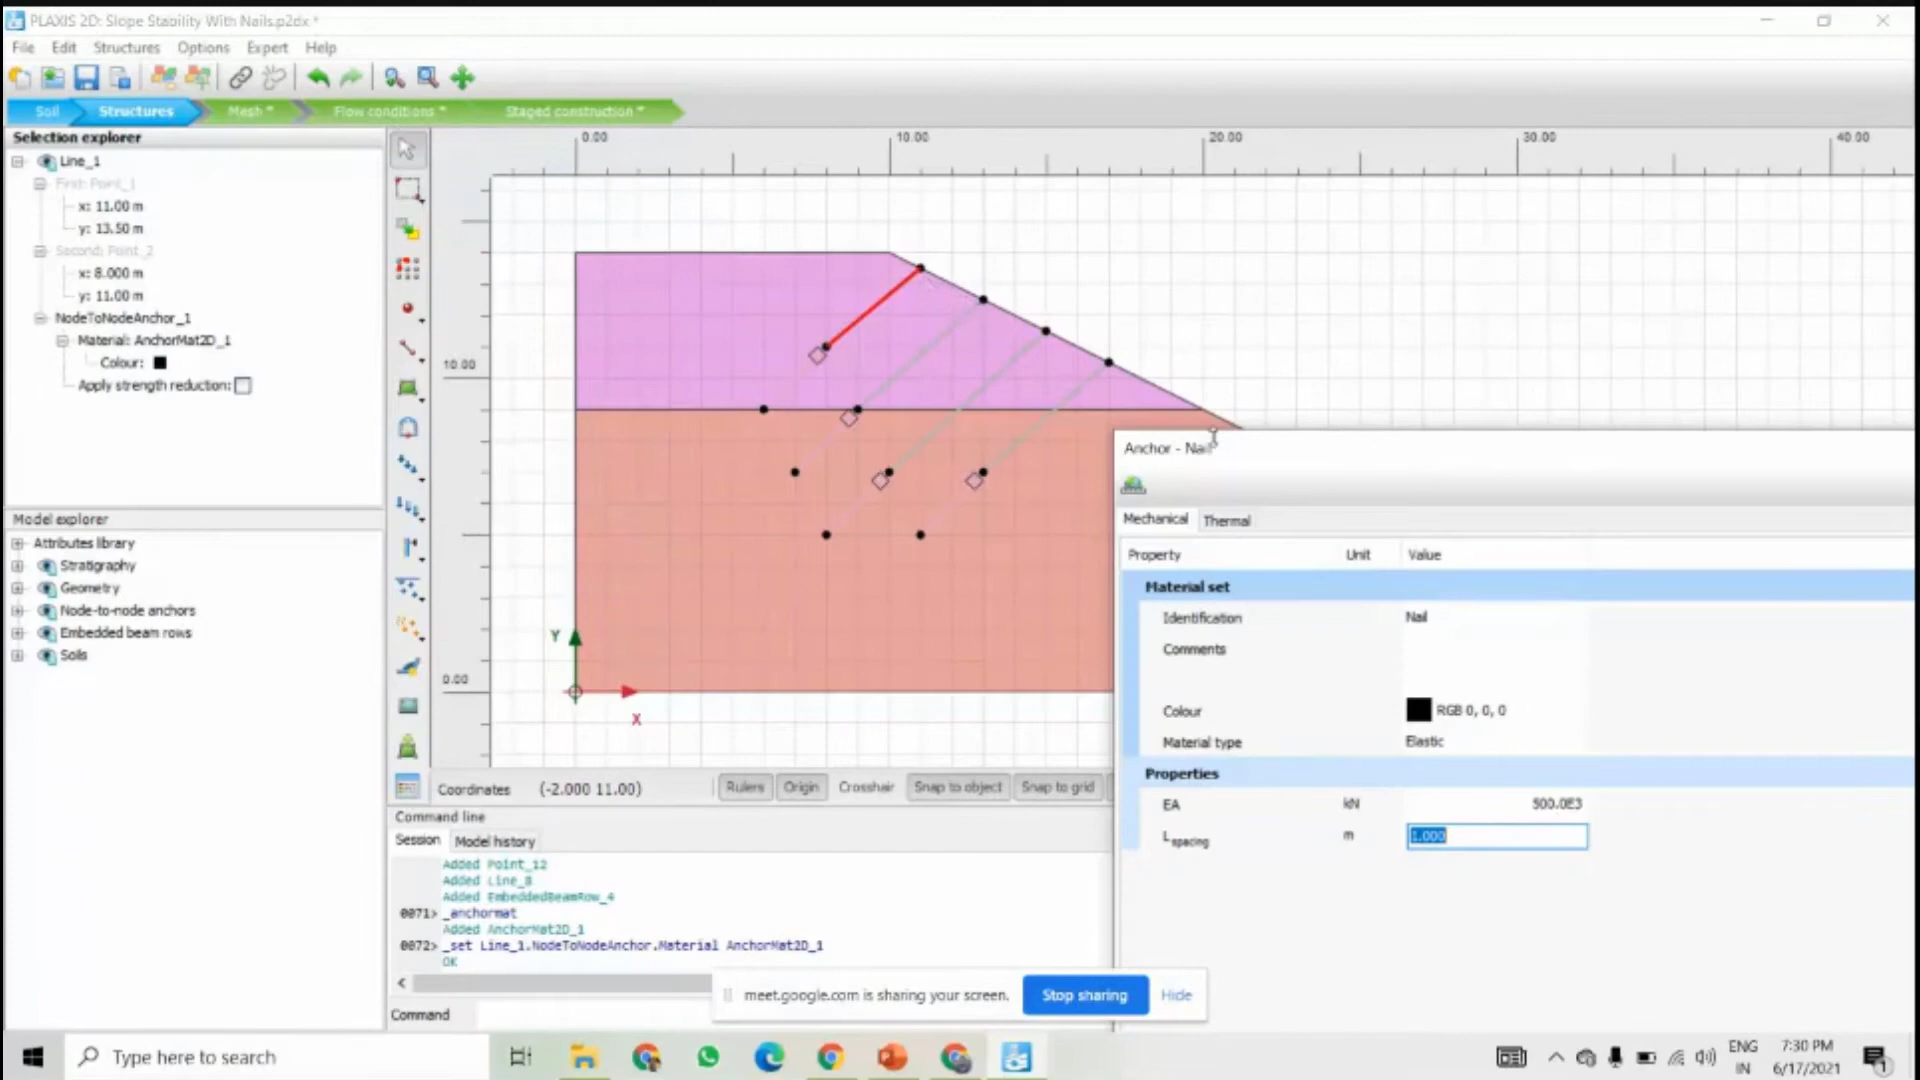 PLAXIS 2D: Slope Stability With Nails.p2dx *
File Edit Structures Options Expert Help
Soil Structures Mesh * Flow conditions * Staged construction *
Selection explorer
Line_1
First: Point_1
x: 11.00 m
y: 13.50 m
Second: Point_2
x: 8.000 m
y: 11.00 m
NodeToNodeAnchor_1
Material: AnchorMat2D_1
Colour:
Apply strength reduction:
Model explorer
Attributes library
Stratigraphy
Geometry
Node-to-node anchors
Embedded beam rows
Soils
0.00 10.00 20.00 30.00 40.00
10.00
0.00
Y
X
Coordinates (-2.000 11.00) Rulers Origin Crosshair Snap to object Snap to grid
Command line
Session Model history
Added Point_12
Added Line_8
Added EmbeddedBeamRow_4
0071> _anchormat
Added AnchorMat2D_1
0072> _set Line_1.NodeToNodeAnchor.Material AnchorMat2D_1
OK
Command
Anchor - Nail
Mechanical Thermal
Property Unit Value
Material set
Identification Nail
Comments
Colour RGB 0, 0, 0
Material type Elastic
Properties
EA kN 500.0E3
L spacing m 1.000
meet.google.com is sharing your screen. Stop sharing Hide
Type here to search
ENG
IN
7:30 PM
6/17/2021
1